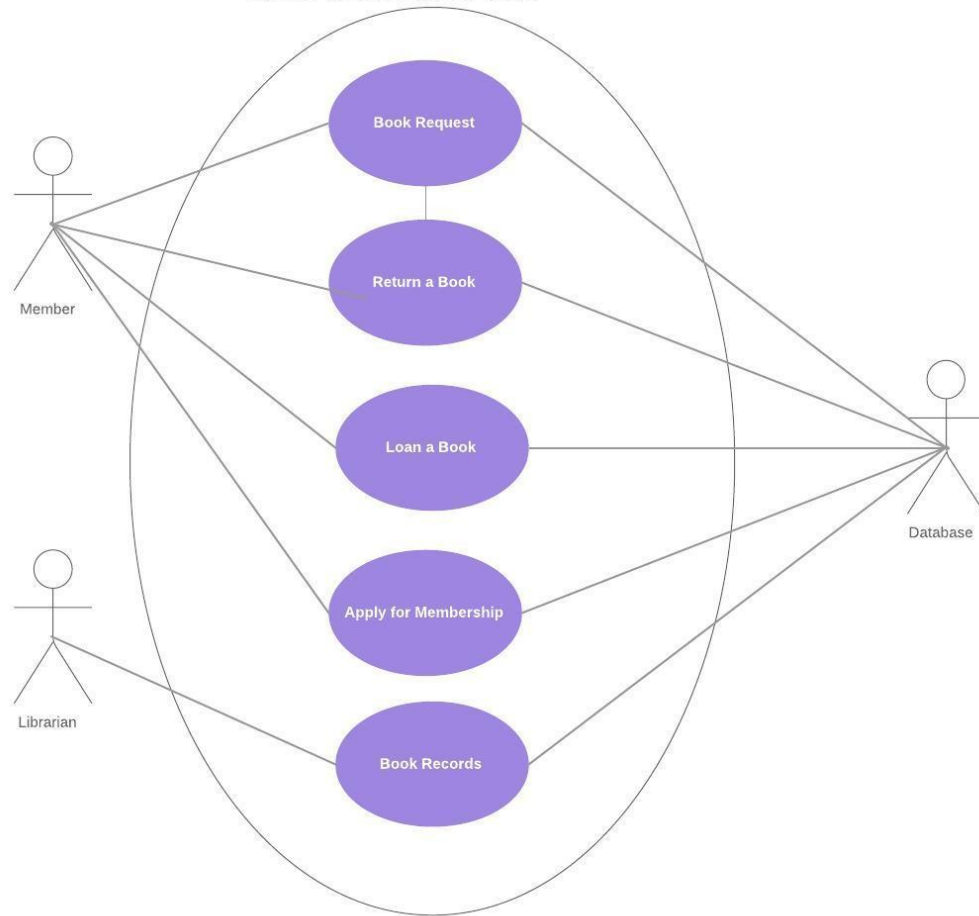 Book Request
Return a Book
Member
Loan a Book
Database
Apply for Membership
Librarian
Book Records